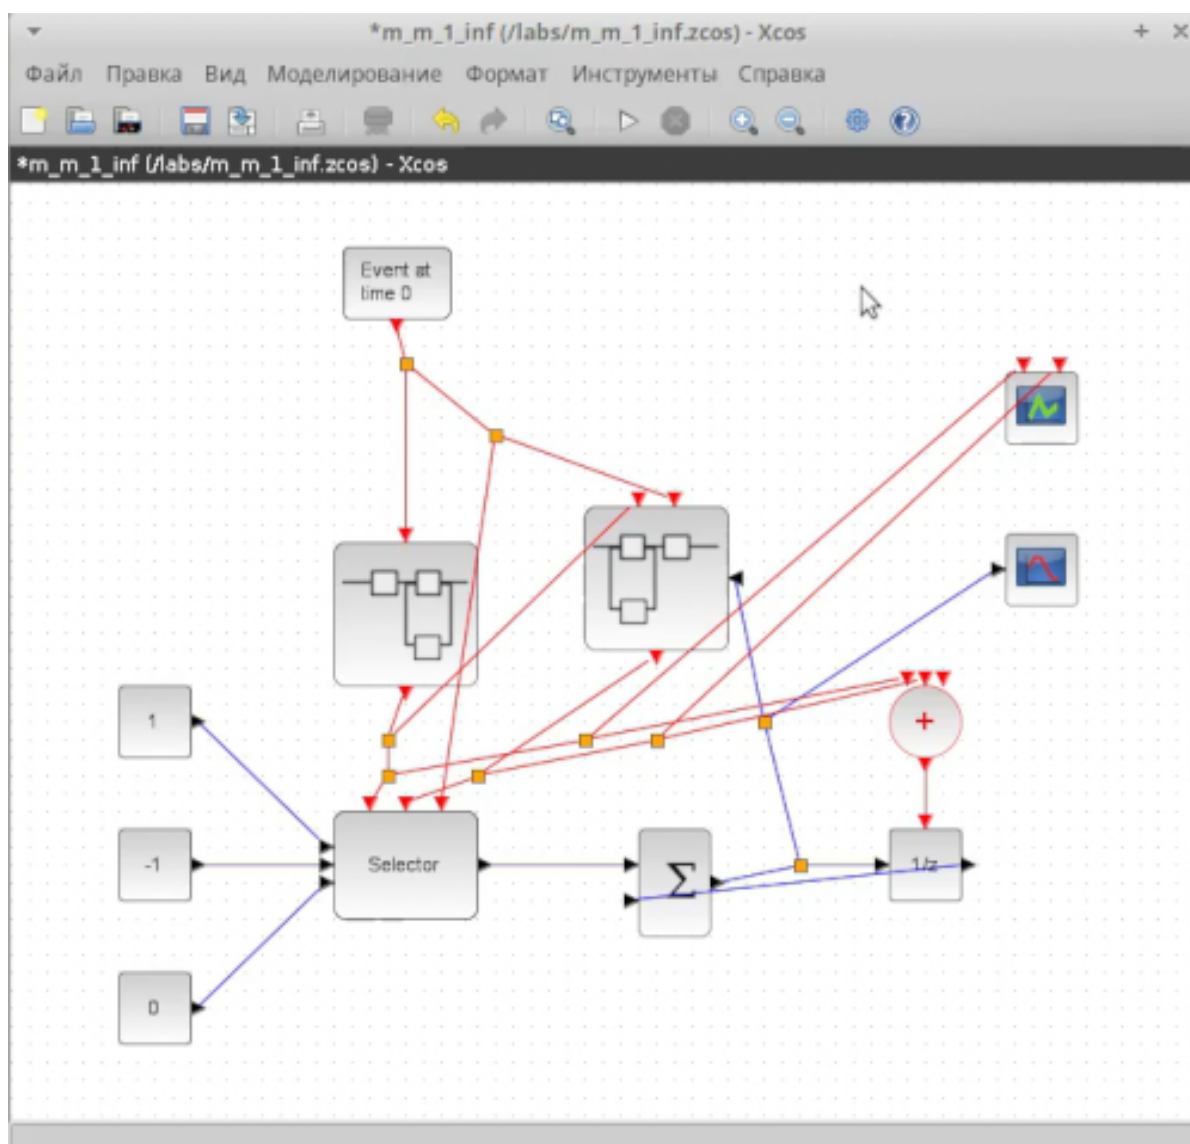 *m_m_1_inf (/labs/m_m_1_inf.zcos) - Xcos
Файл Правка Вид Моделирование Формат Инструменты Справка
*m_m_1_inf (/labs/m_m_1_inf.zcos) - Xcos
Event at
time 0
1
+
-1
Selector
Σ
1/z
0